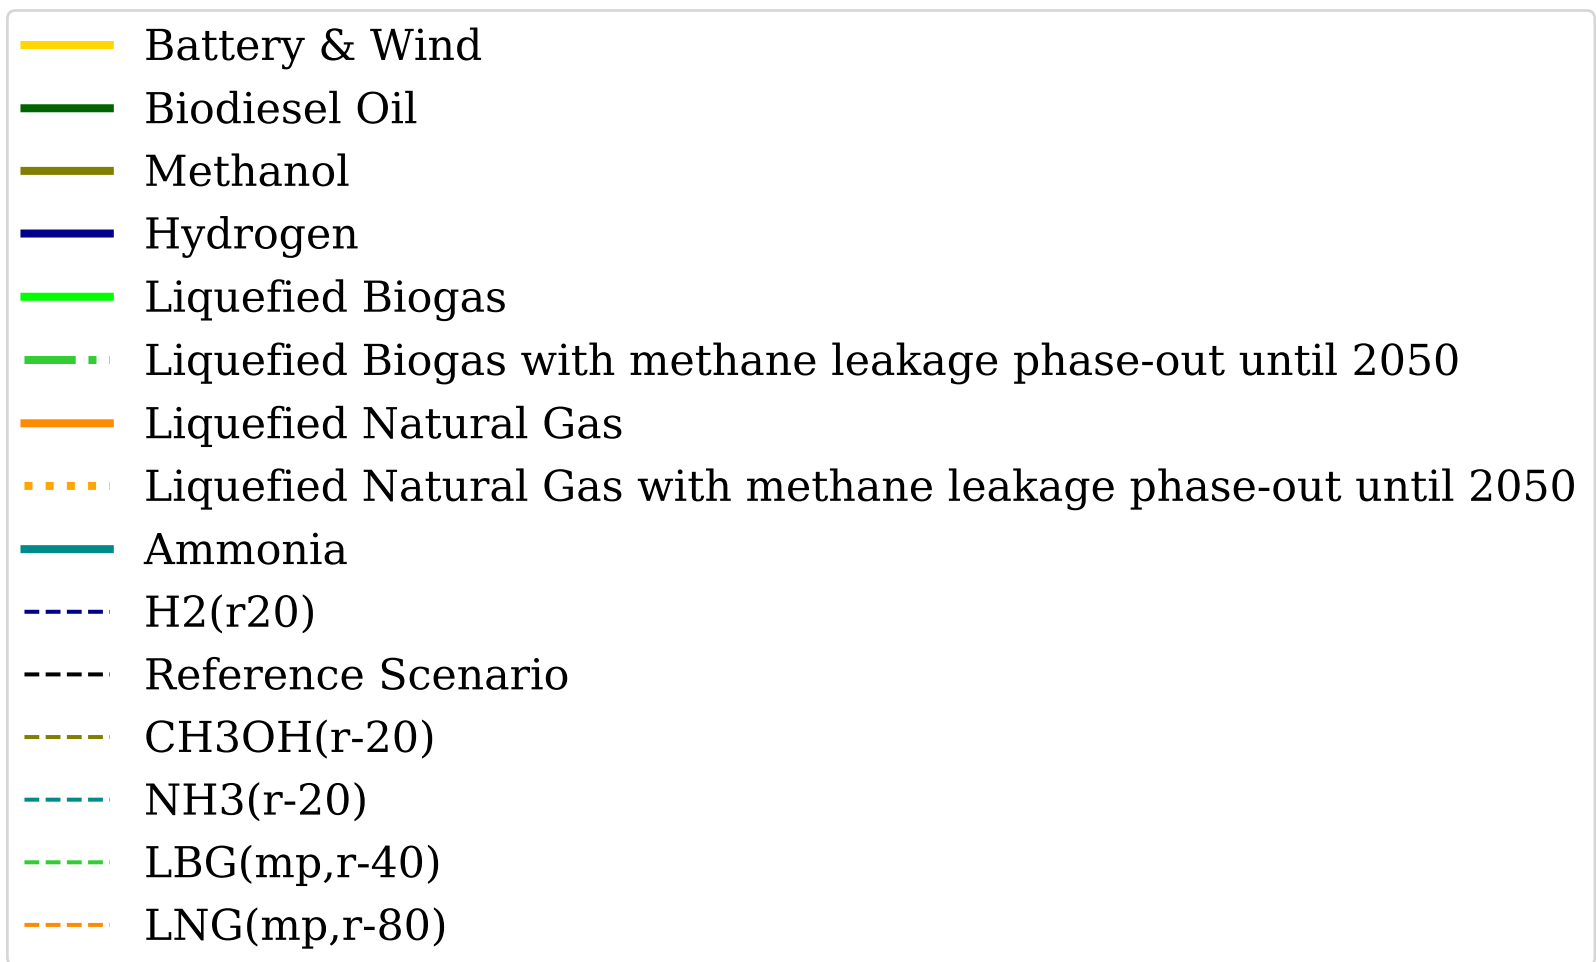 Battery & Wind
Biodiesel Oil
Methanol
Hydrogen
Liquefied Biogas
Liquefied Biogas with methane leakage phase-out until 2050
Liquefied Natural Gas
Liquefied Natural Gas with methane leakage phase-out until 2050
Ammonia
H2(r20)
Reference Scenario
CH3OH(r-20)
NH3(r-20)
LBG(mp,r-40)
LNG(mp,r-80)